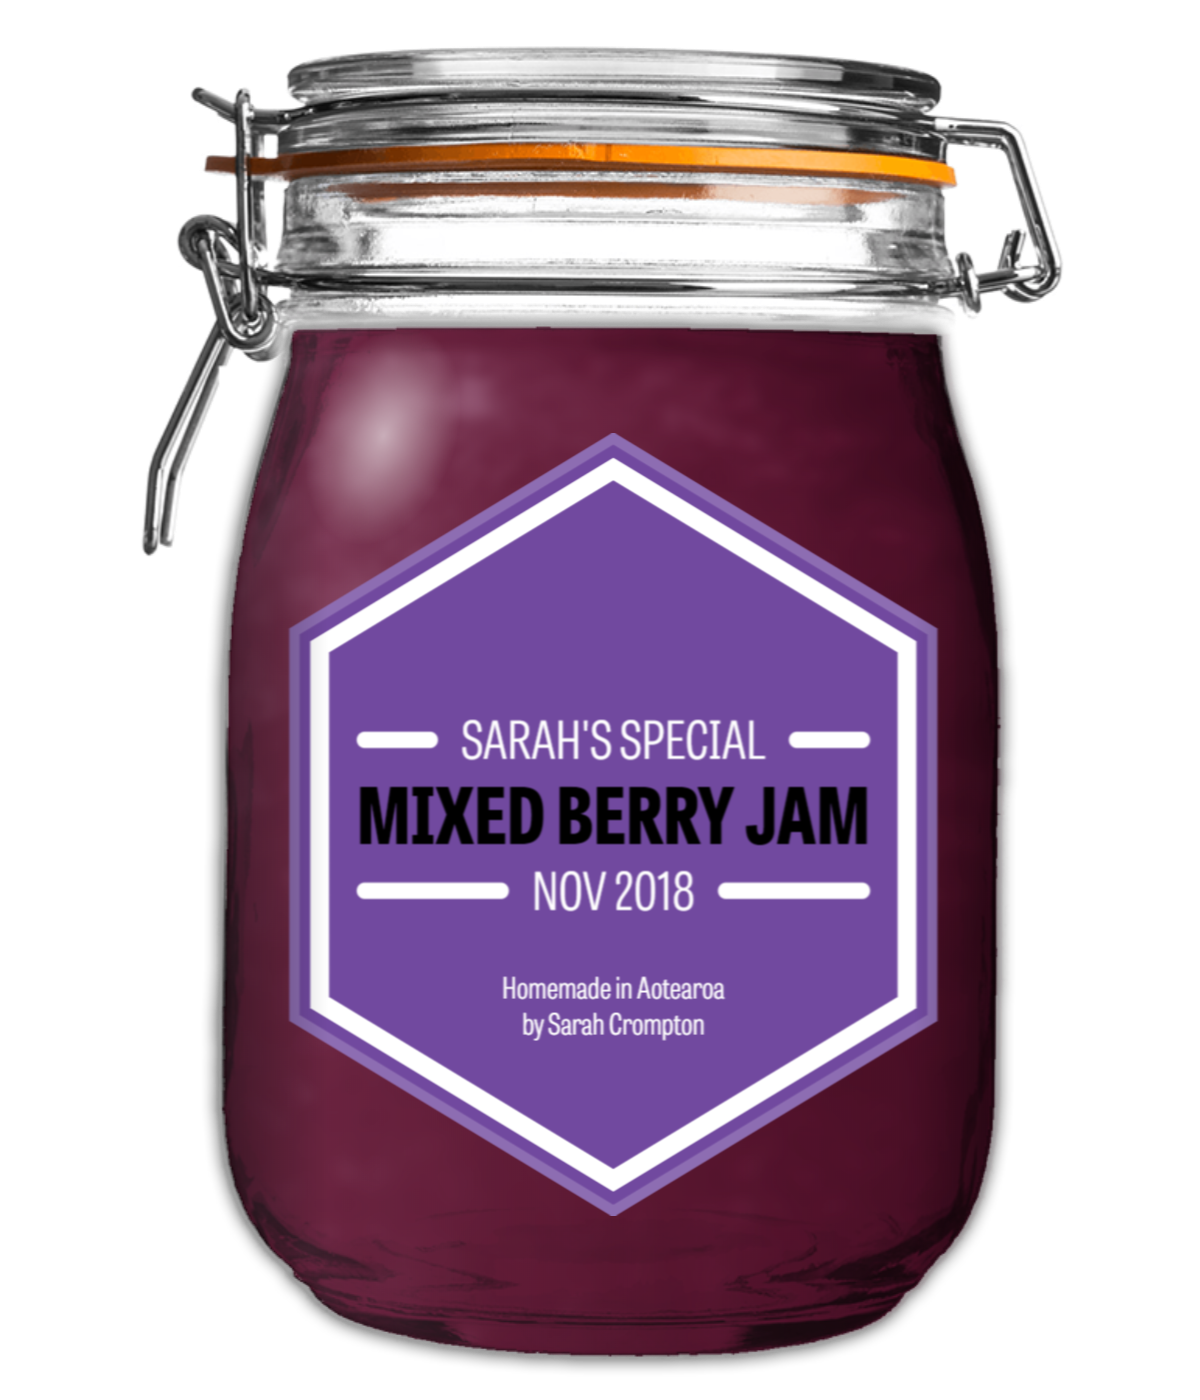 SARAH'S SPECIAL
MIXED BERRY JAM
NOV 2018
Homemade in Aotearoa
by Sarah Crompton